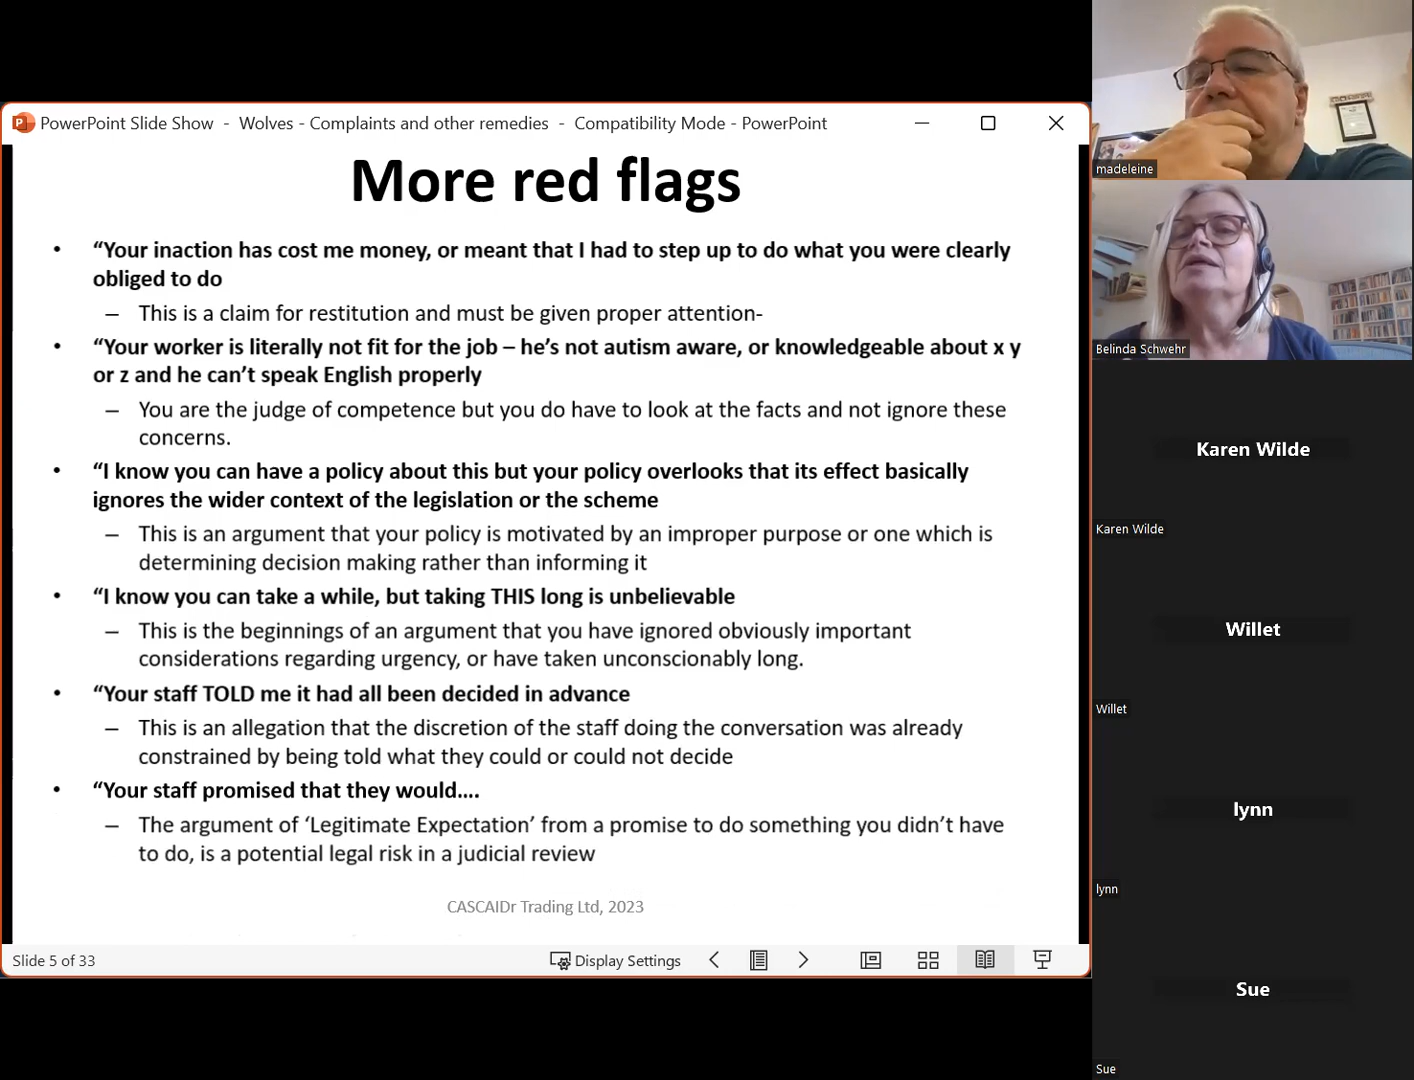 PowerPoint Slide Show - Wolves - Complaints and other remedies - Compatibility Mode - PowerPoint
More red flags
• “Your inaction has cost me money, or meant that I had to step up to do what you were clearly
obliged to do
– This is a claim for restitution and must be given proper attention-
• “Your worker is literally not fit for the job – he’s not autism aware, or knowledgeable about x y
or z and he can’t speak English properly
– You are the judge of competence but you do have to look at the facts and not ignore these
concerns.
• “I know you can have a policy about this but your policy overlooks that its effect basically
ignores the wider context of the legislation or the scheme
– This is an argument that your policy is motivated by an improper purpose or one which is
determining decision making rather than informing it
• “I know you can take a while, but taking THIS long is unbelievable
– This is the beginnings of an argument that you have ignored obviously important
considerations regarding urgency, or have taken unconscionably long.
• “Your staff TOLD me it had all been decided in advance
– This is an allegation that the discretion of the staff doing the conversation was already
constrained by being told what they could or could not decide
• “Your staff promised that they would....
– The argument of ‘Legitimate Expectation’ from a promise to do something you didn’t have
to do, is a potential legal risk in a judicial review
CASCAIDr Trading Ltd, 2023
Slide 5 of 33
Display Settings
madeleine
Belinda Schwehr
Karen Wilde
Karen Wilde
Willet
Willet
lynn
lynn
Sue
Sue